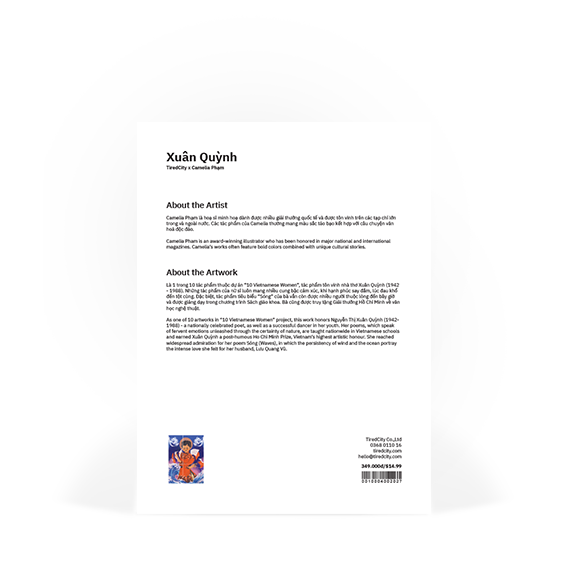 Xuân Quỳnh
TiredCity x Camelia Phạm
About the Artist
Camelia Phạm là hoạ sĩ minh hoạ dành được nhiều giải thưởng quốc tế và được tôn vinh trên các tạp chí lớn
trong và ngoài nước. Các tác phẩm của Camelia thường mang màu sắc táo bạo kết hợp với câu chuyện văn
hoá độc đáo.
Camelia Pham is an award-winning illustrator who has been honored in major national and international
magazines. Camelia's works often feature bold colors combined with unique cultural stories.
About the Artwork
Là 1 trong 10 tác phẩm thuộc dự án "10 Vietnamese Women", tác phẩm tôn vinh nhà thơ Xuân Quỳnh (1942
- 1988). Những tác phẩm của nữ sĩ luôn mang nhiều cung bậc cảm xúc, khi hạnh phúc say đắm, lúc đau khổ
đến tột cùng. Đặc biệt, tác phẩm tiêu biểu "Sóng" của bà vẫn còn được nhiều người thuộc lòng đến bây giờ
và được giảng dạy trong chương trình Sách giáo khoa. Bà cũng được truy tặng Giải thưởng Hồ Chí Minh về văn
học nghệ thuật.
As one of 10 artworks in "10 Vietnamese Women" project, this work honors Nguyễn Thị Xuân Quỳnh (1942-
1988) - a nationally celebrated poet, as well as a successful dancer in her youth. Her poems, which speak
of fervent emotions unleashed through the certainty of nature, are taught nationwide in Vietnamese schools
and earned Xuân Quỳnh a post-humous Ho Chi Minh Prize, Vietnam's highest artistic honour. She reached
widespread admiration for her poem Sóng (Waves), in which the persistency of wind and the ocean portray
the intense love she felt for her husband, Lưu Quang Vũ.
TiredCity Co.,Ltd
0368 0110 16
tiredcity.com
hello@tiredcity.com
349.000đ/$14.99
0010004002007